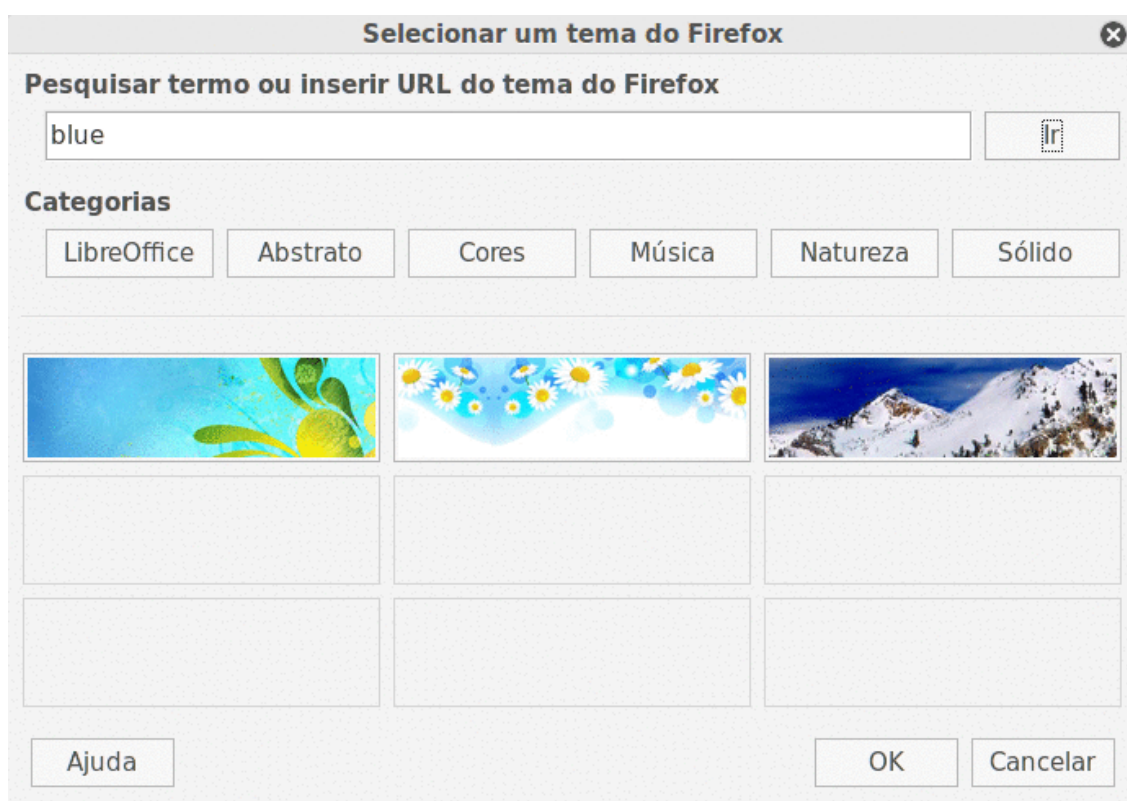 Selecionar um tema do Firefox
Pesquisar termo ou inserir URL do tema do Firefox
blue Ir
Categorias
LibreOffice Abstrato Cores Música Natureza Sólido
Ajuda OK Cancelar